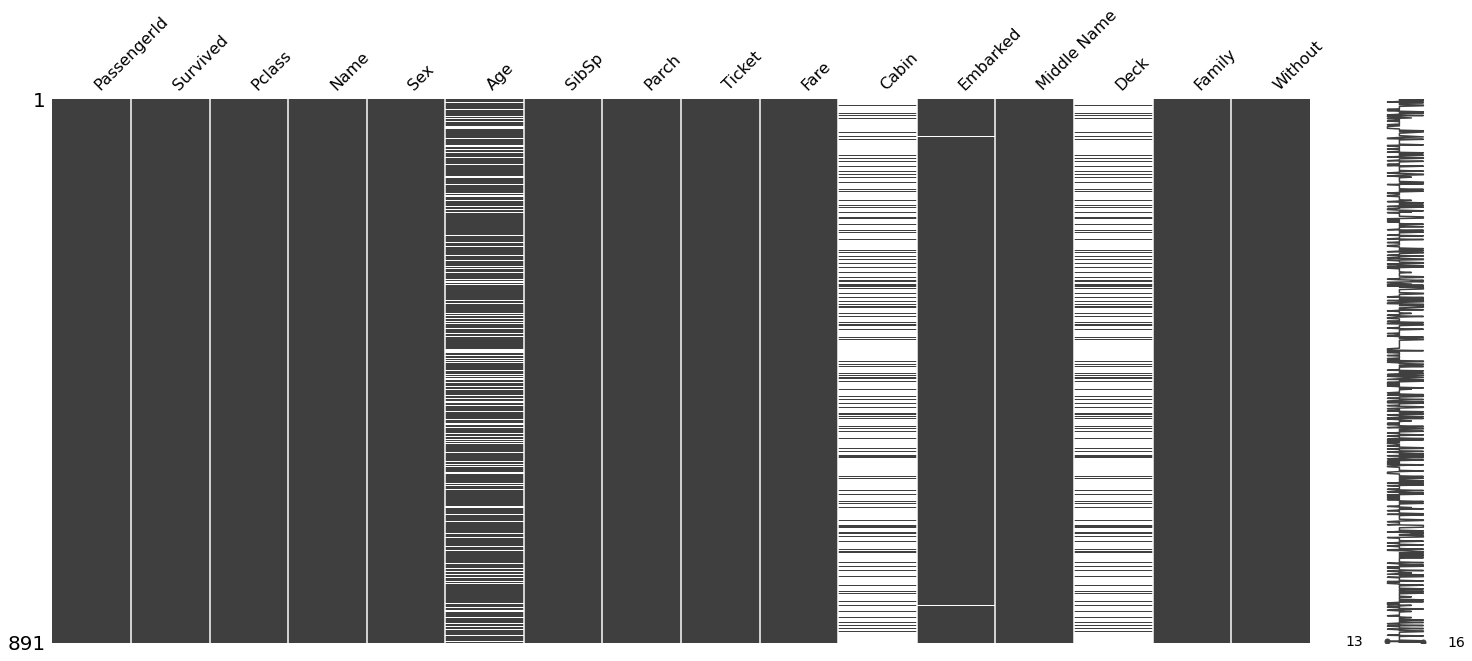 PassengerId Survived Pclass Name Sex Age SibSp Parch Ticket Fare Cabin Embarked Middle Name Deck Family Without
1
891
13 16